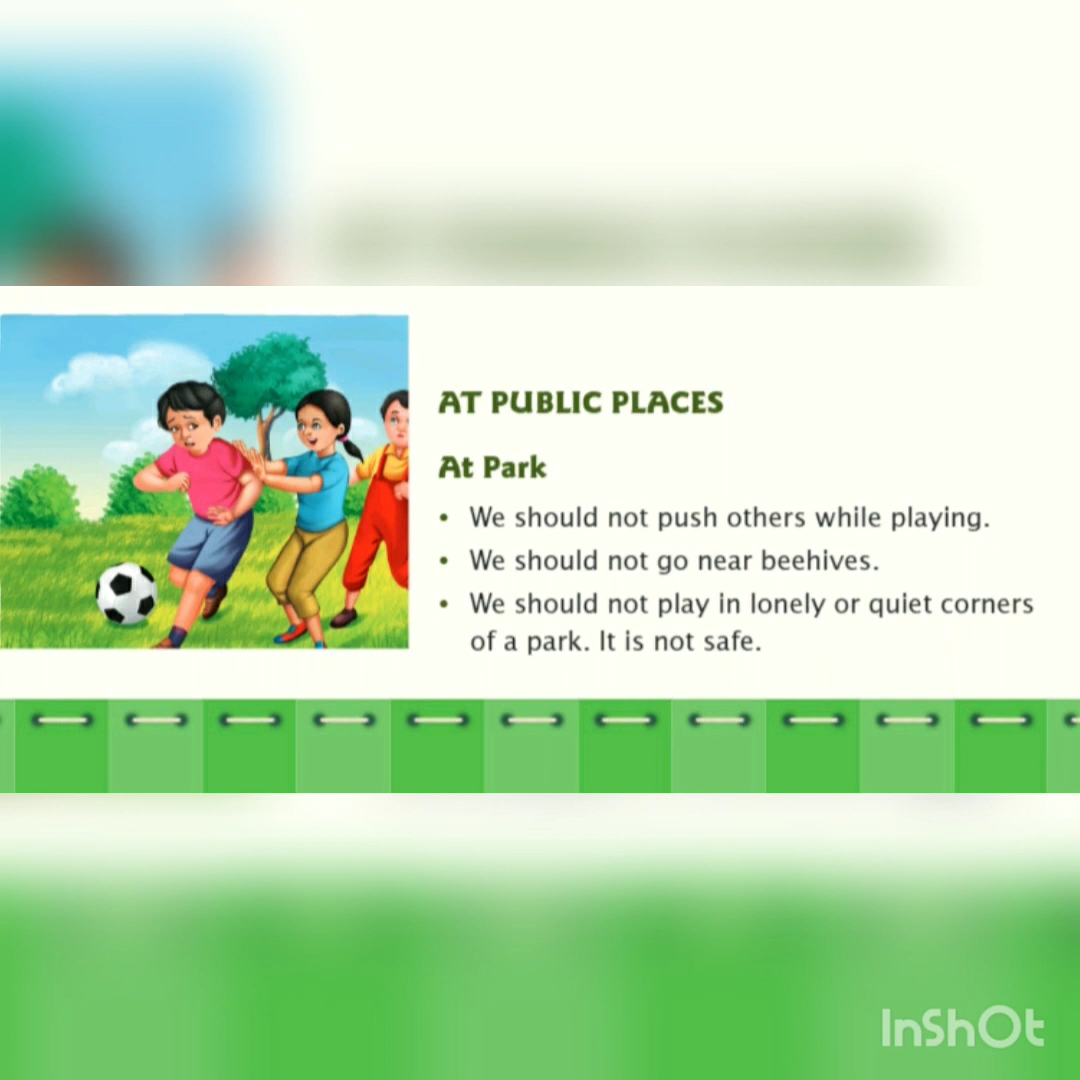 AT PUBLIC PLACES
At Park
• We should not push others while playing.
• We should not go near beehives.
• We should not play in lonely or quiet corners
of a park. It is not safe.
InShOt